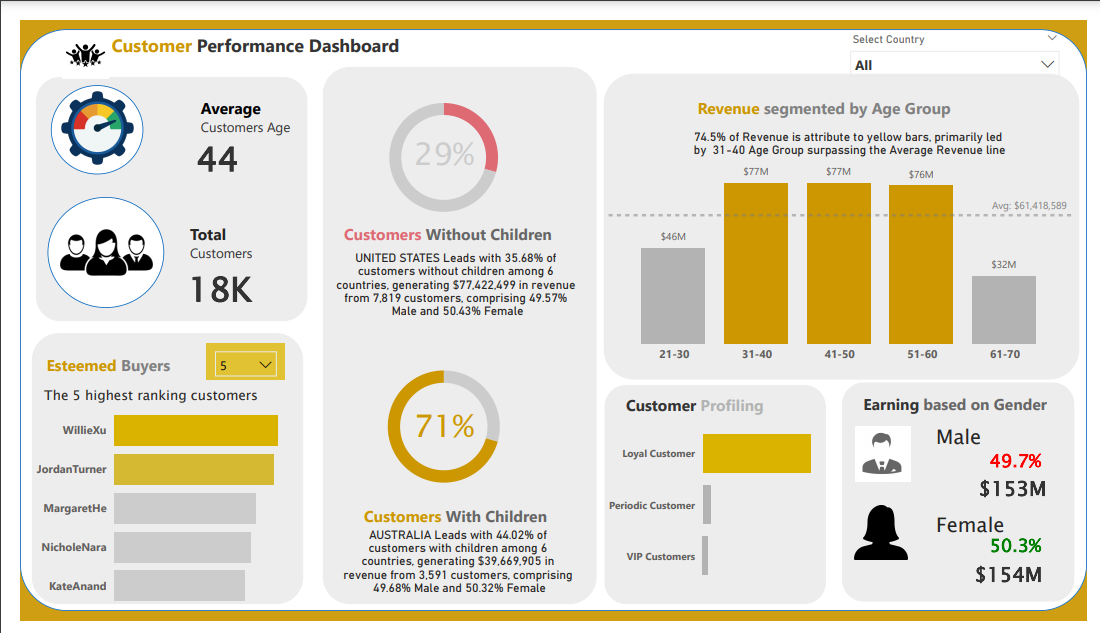 Customer Performance Dashboard
Select Country
All
Average
Customers Age
44
Total
Customers
18K
Esteemed Buyers
5
The 5 highest ranking customers
WillieXu
JordanTurner
MargaretHe
NicholeNara
KateAnand
29%
Customers Without Children
UNITED STATES Leads with 35.68% of
customers without children among 6
countries, generating $77,422,499 in revenue
from 7,819 customers, comprising 49.57%
Male and 50.43% Female
71%
Customers With Children
AUSTRALIA Leads with 44.02% of
customers with children among 6
countries, generating $39,669,905 in
revenue from 3,591 customers, comprising
49.68% Male and 50.32% Female
Revenue segmented by Age Group
74.5% of Revenue is attribute to yellow bars, primarily led
by 31-40 Age Group surpassing the Average Revenue line
$46M
$77M
$77M
$76M
$32M
Avg: $61,418,589
21-30
31-40
41-50
51-60
61-70
Customer Profiling
Loyal Customer
Periodic Customer
VIP Customers
Earning based on Gender
Male
49.7%
$153M
Female
50.3%
$154M